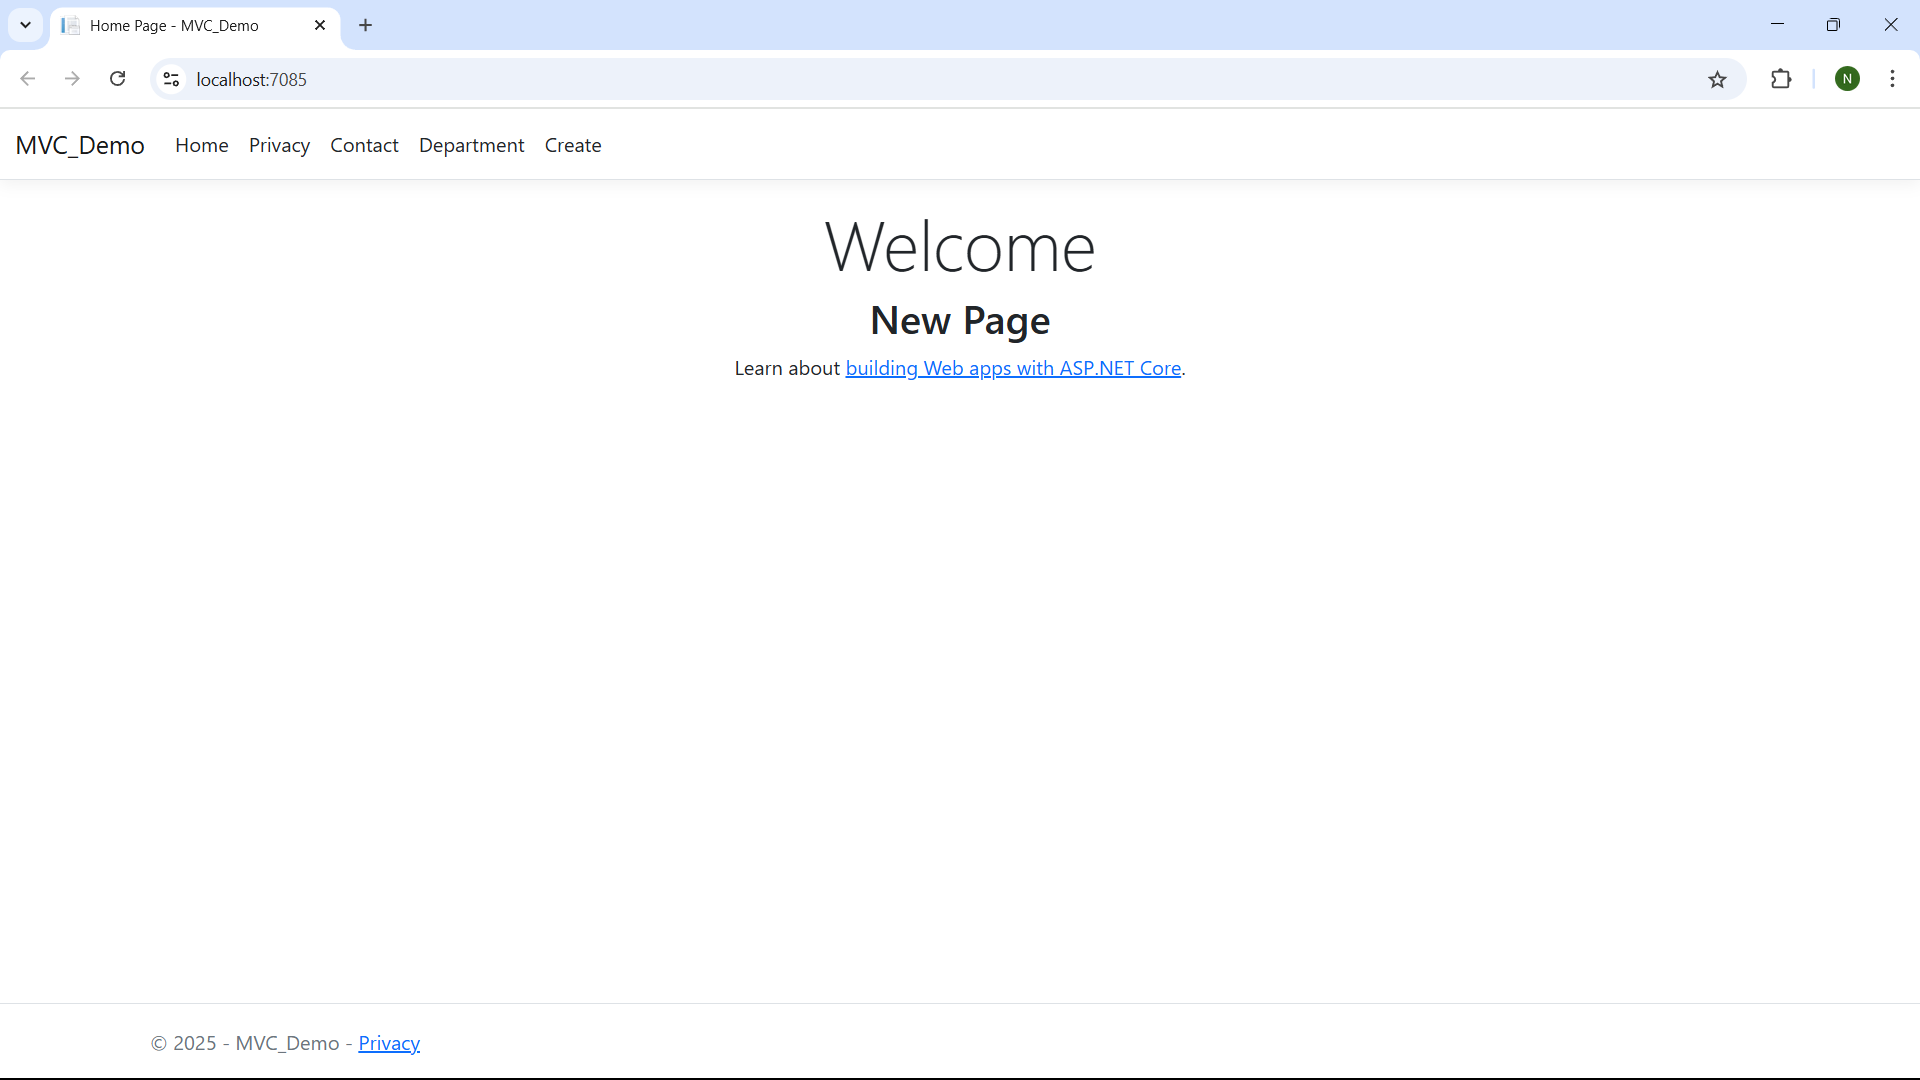 Home Page - MVC_Demo
localhost:7085
N
MVC_Demo Home Privacy Contact Department Create
Welcome
New Page
Learn about building Web apps with ASP.NET Core.
© 2025 - MVC_Demo - Privacy